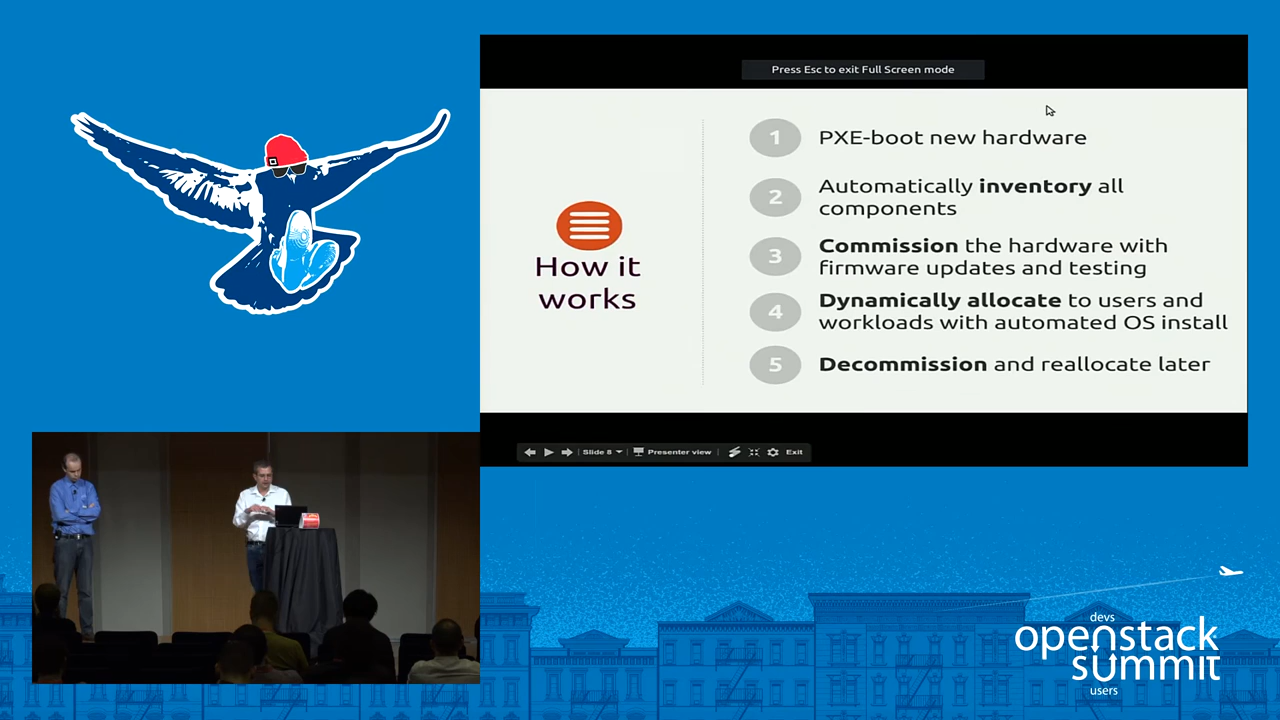 Press Esc to exit Full Screen mode
How it
works
1
PXE-boot new hardware
2
Automatically inventory all
components
3
Commission the hardware with
firmware updates and testing
4
Dynamically allocate to users and
workloads with automated OS install
5
Decommission and reallocate later
Slide 8
Presenter view
Exit
devs
openstack
summit
users